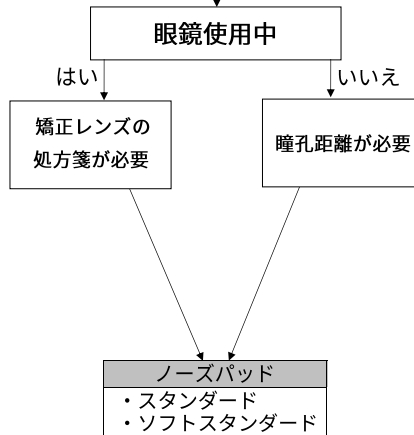 眼鏡使用中
はい
いいえ
矯正レンズの
処方箋が必要
瞳孔距離が必要
ノーズパッド
・スタンダード
・ソフトスタンダード